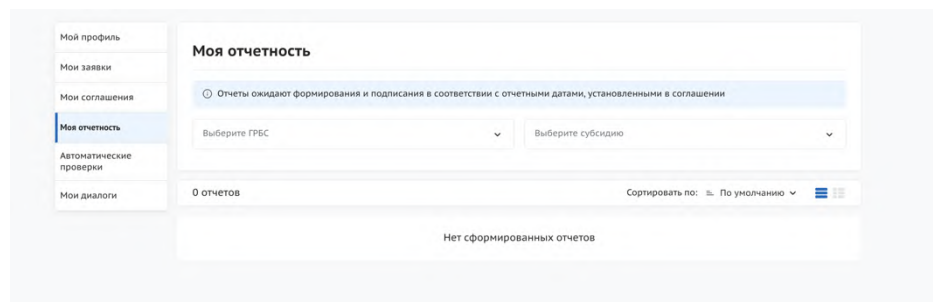 Мой профиль
Мои заявки
Мои соглашения
Моя отчетность
Автоматические
проверки
Мои диалоги
Моя отчетность
Отчеты ожидают формирования и подписания в соответствии с отчетными датами, установленными в соглашении
Выберите ГРБС
Выберите субсидию
0 отчетов
Сортировать по: По умолчанию
Нет сформированных отчетов